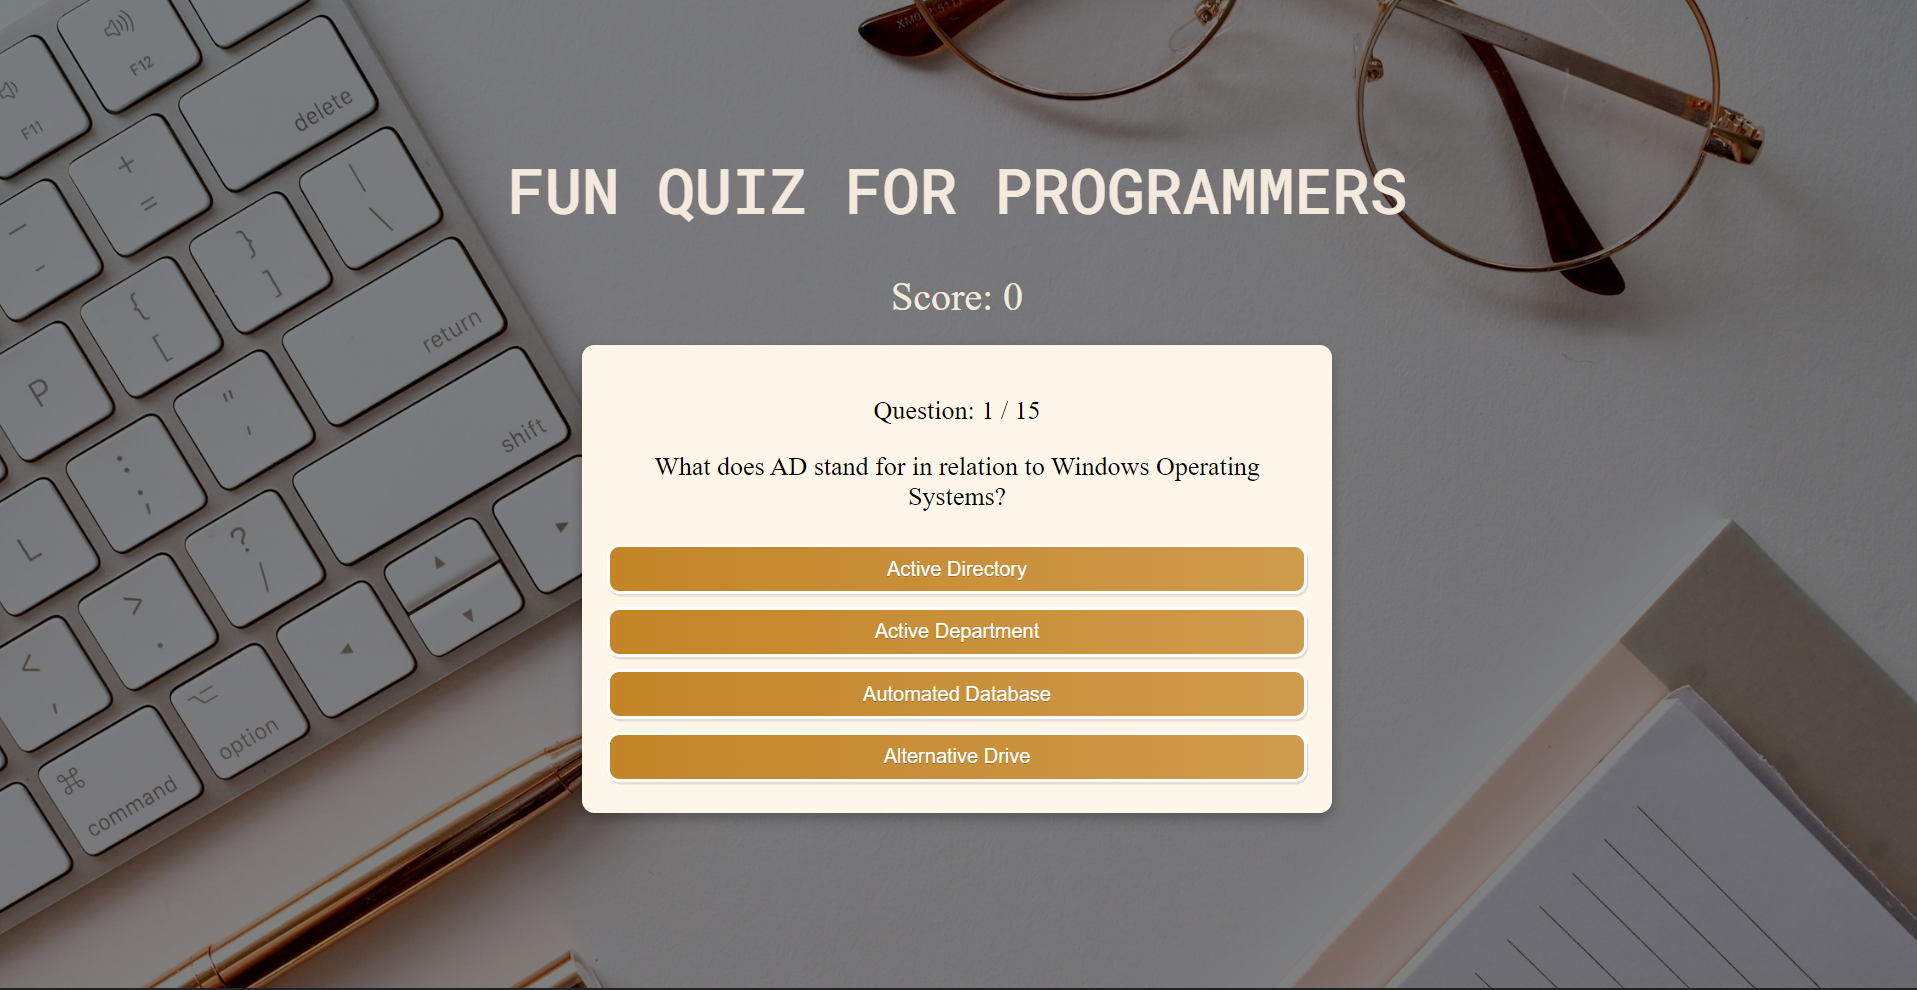 F12
F11
delete
+
=
|
\
—
-
}
]
{
[
return
P
"
,
shift
:
;
L
?
/
>
.
<
,
option
⌘
command
FUN QUIZ FOR PROGRAMMERS
Score: 0
Question: 1 / 15
What does AD stand for in relation to Windows Operating
Systems?
Active Directory
Active Department
Automated Database
Alternative Drive